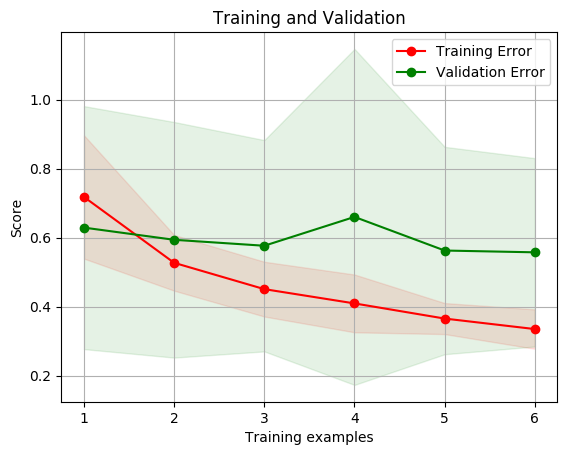 Training and Validation
Training Error
Validation Error
Score
1.0
0.8
0.6
0.4
0.2
1 2 3 4 5 6
Training examples